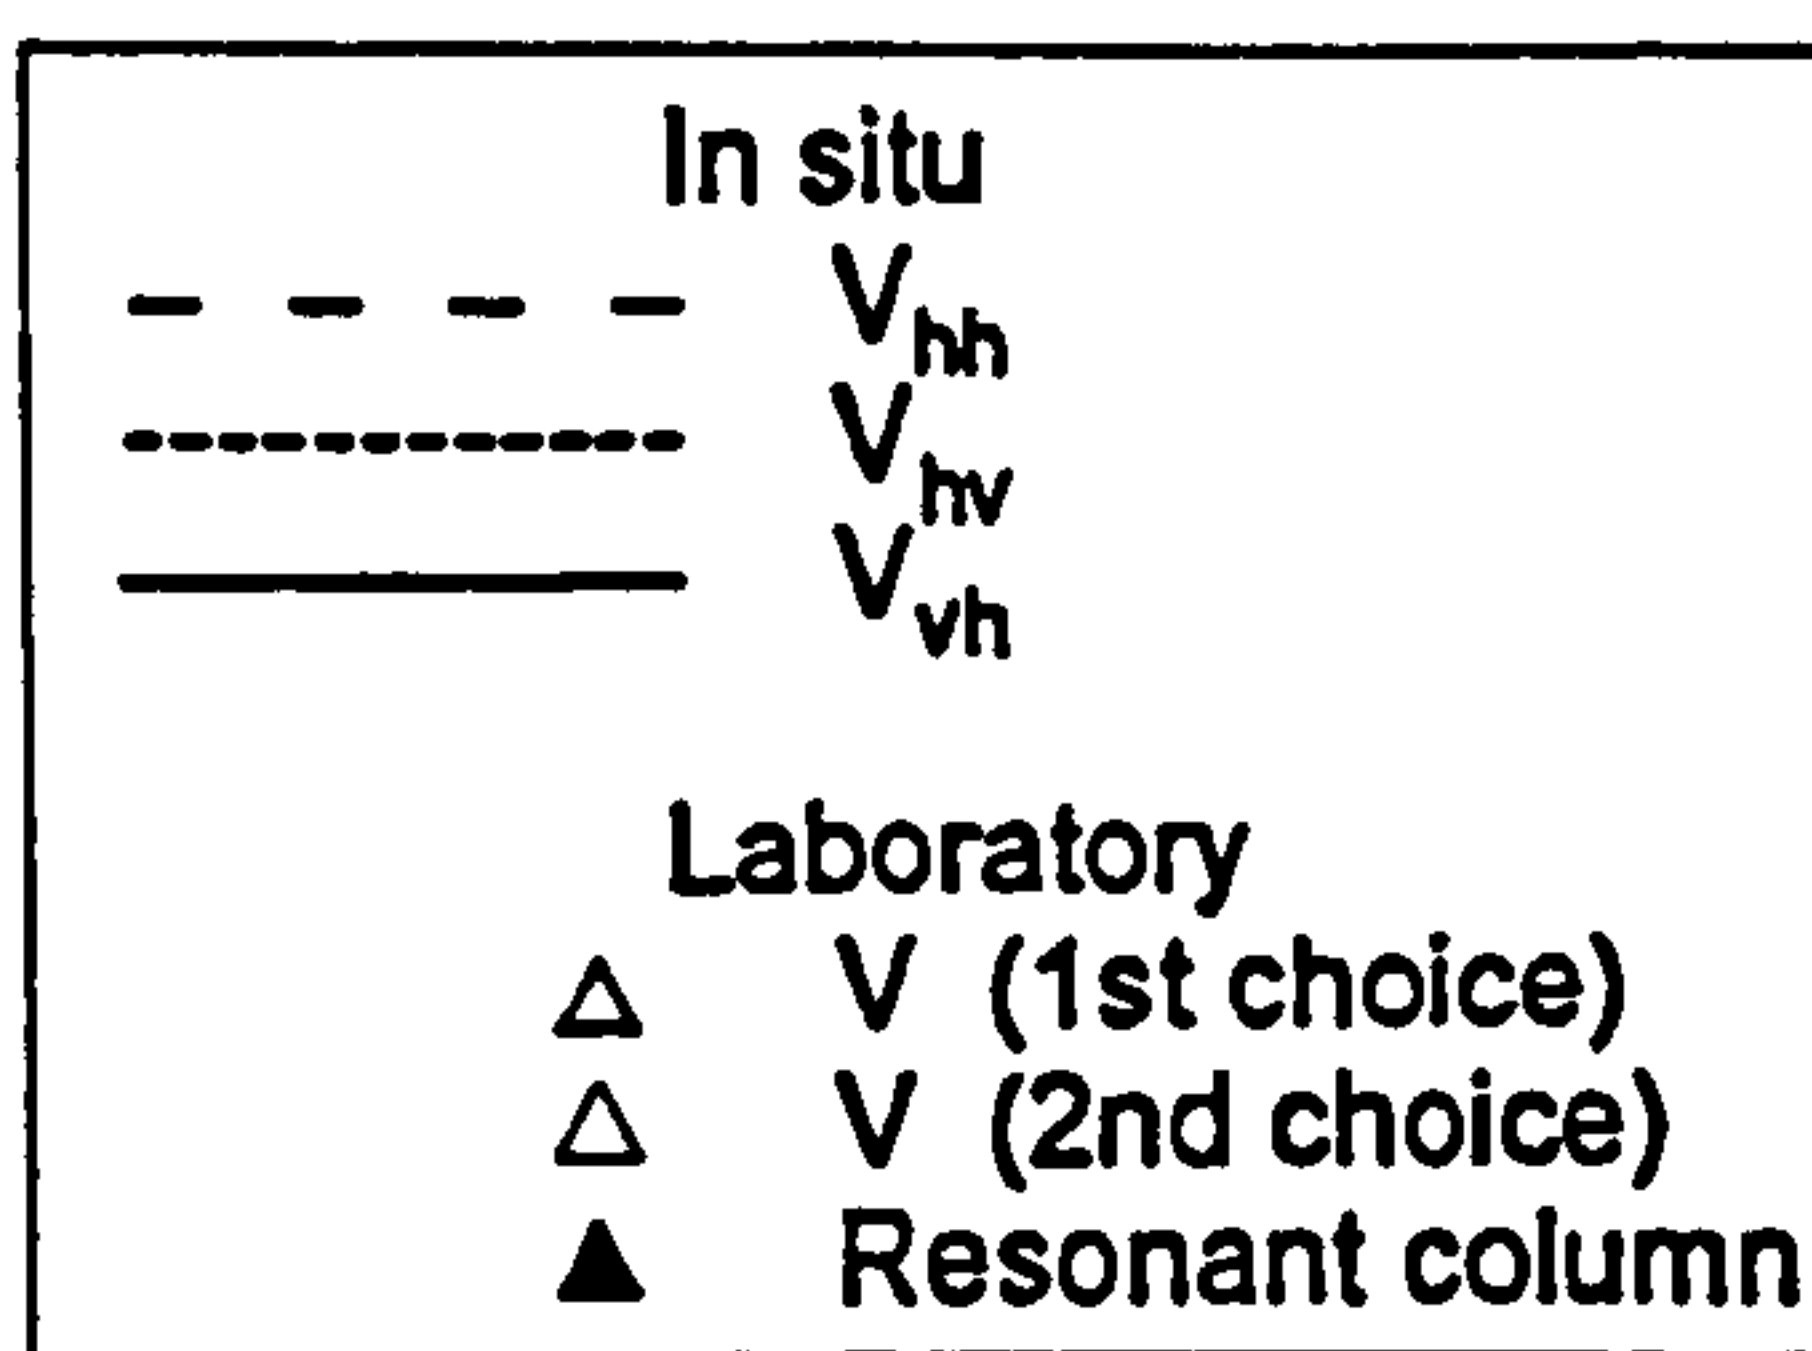 In situ
V_hh
V_hv
V_vh
Laboratory
V (1st choice)
V (2nd choice)
Resonant column